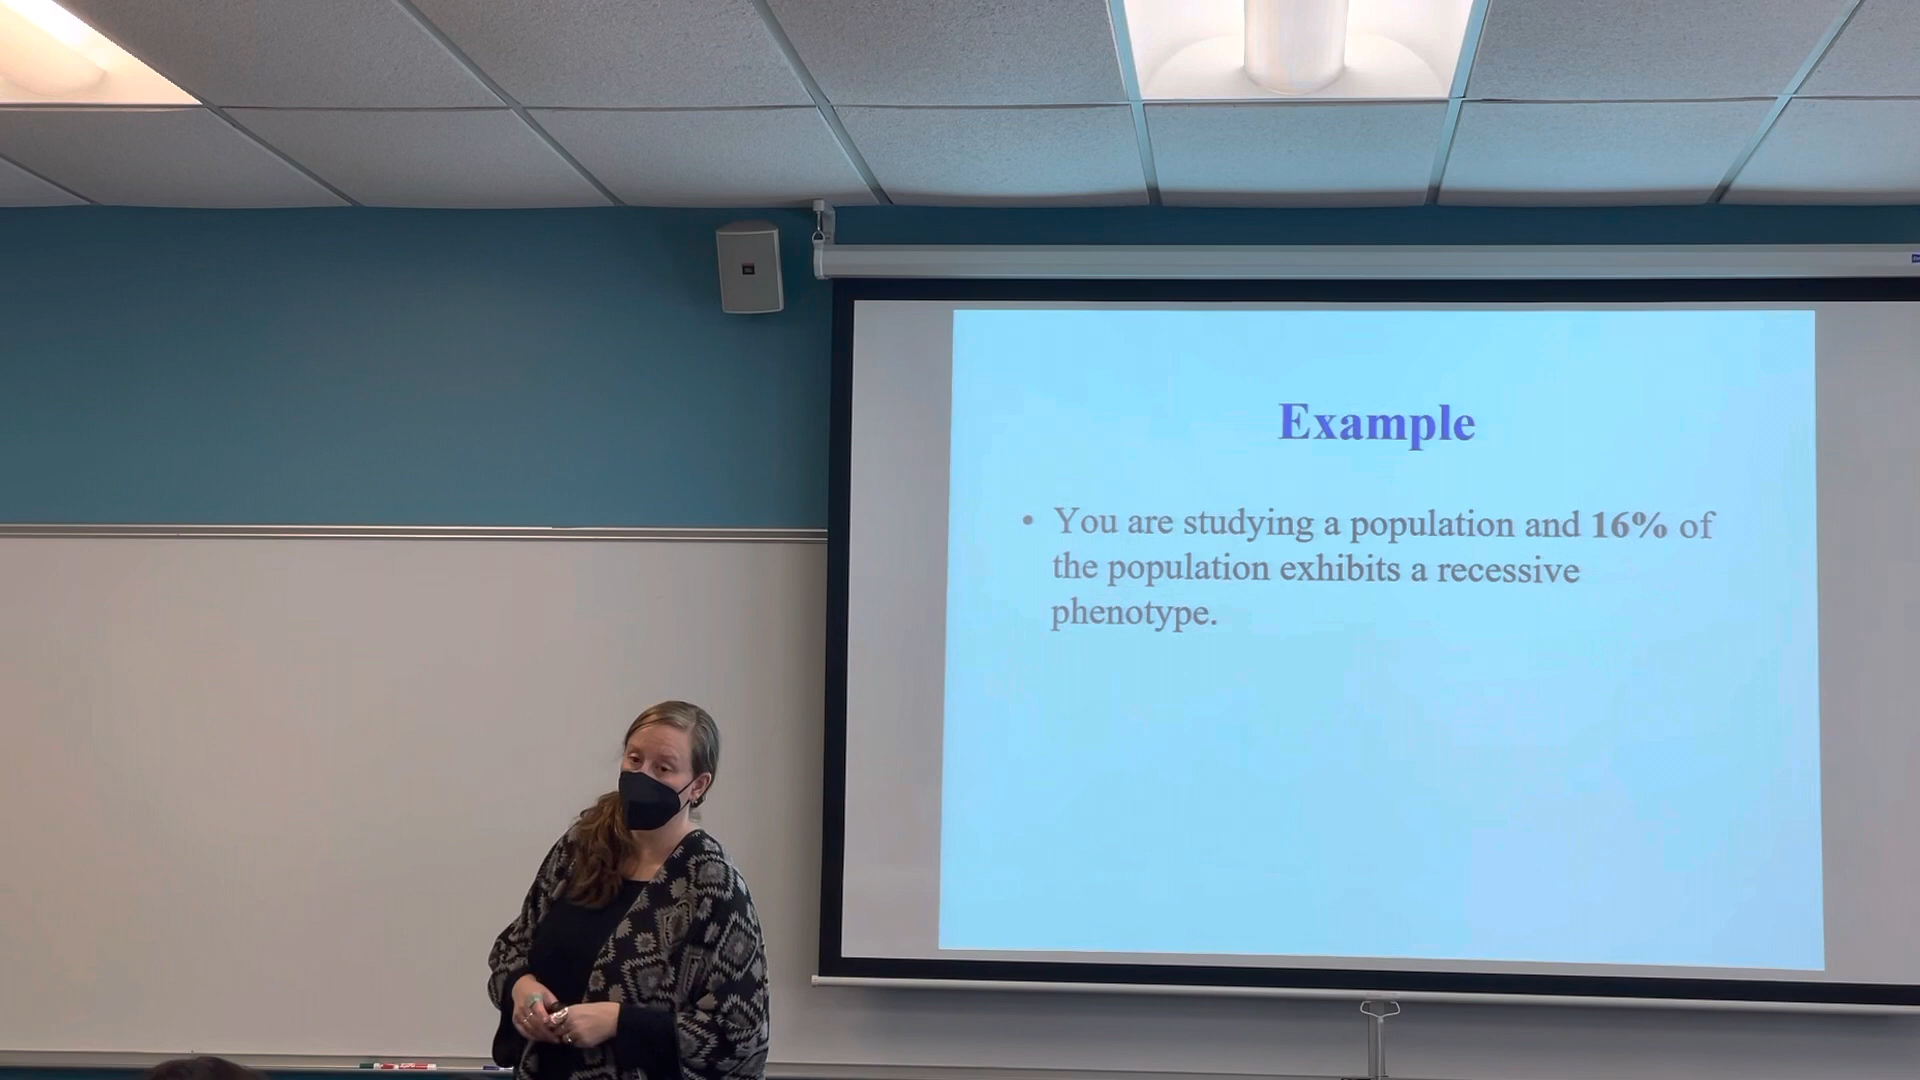 Example
• You are studying a population and 16% of
the population exhibits a recessive
phenotype.